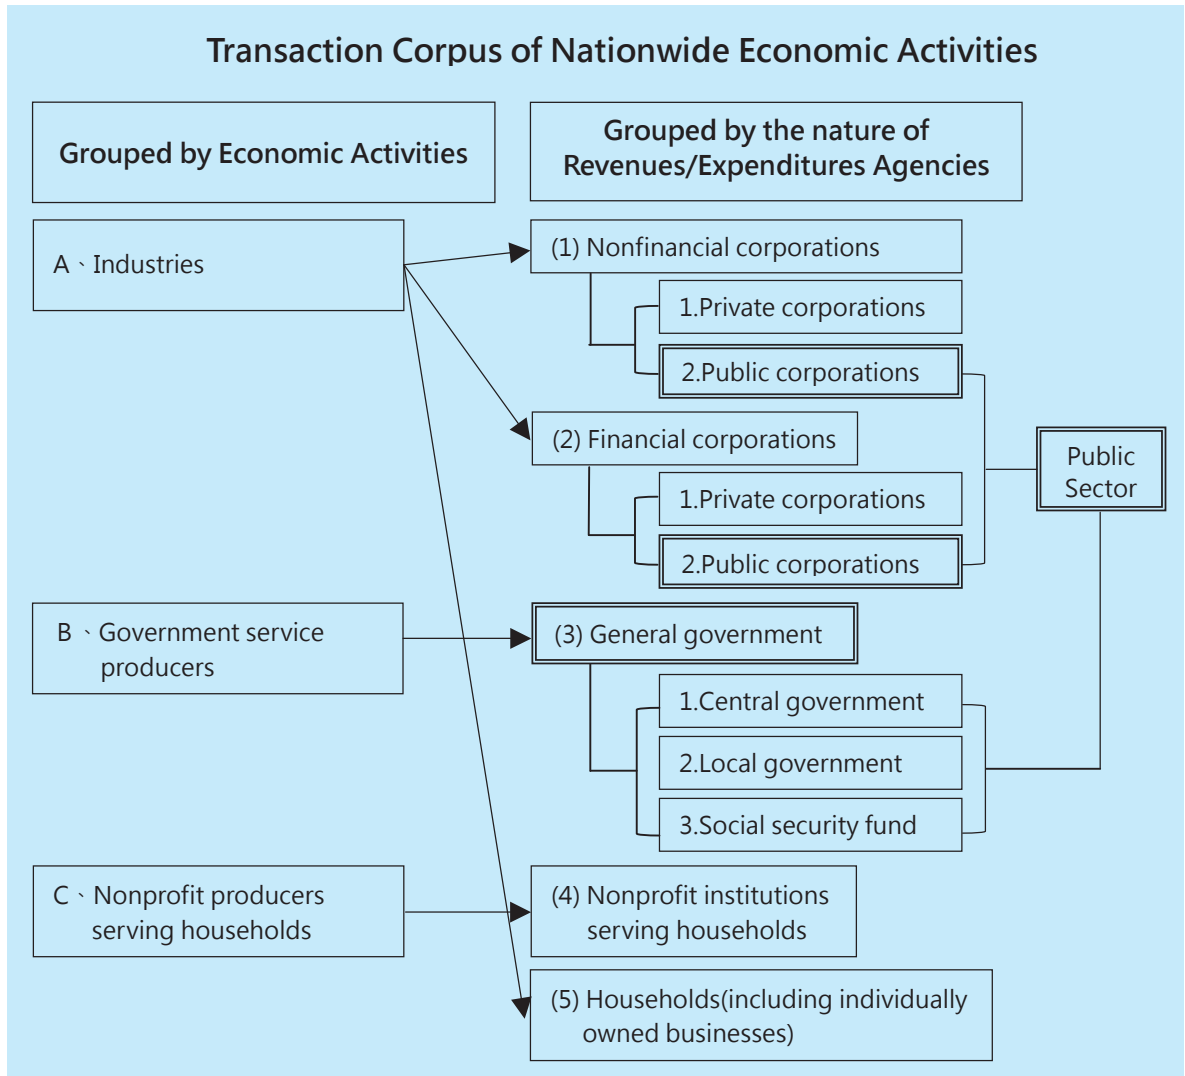 Transaction Corpus of Nationwide Economic Activities
Grouped by Economic Activities
Grouped by the nature of
Revenues/Expenditures Agencies
A、Industries
(1) Nonfinancial corporations
1.Private corporations
2.Public corporations
(2) Financial corporations
1.Private corporations
2.Public corporations
Public
Sector
B、Government service
producers
(3) General government
1.Central government
2.Local government
3.Social security fund
C、Nonprofit producers
serving households
(4) Nonprofit institutions
serving households
(5) Households(including individually
owned businesses)